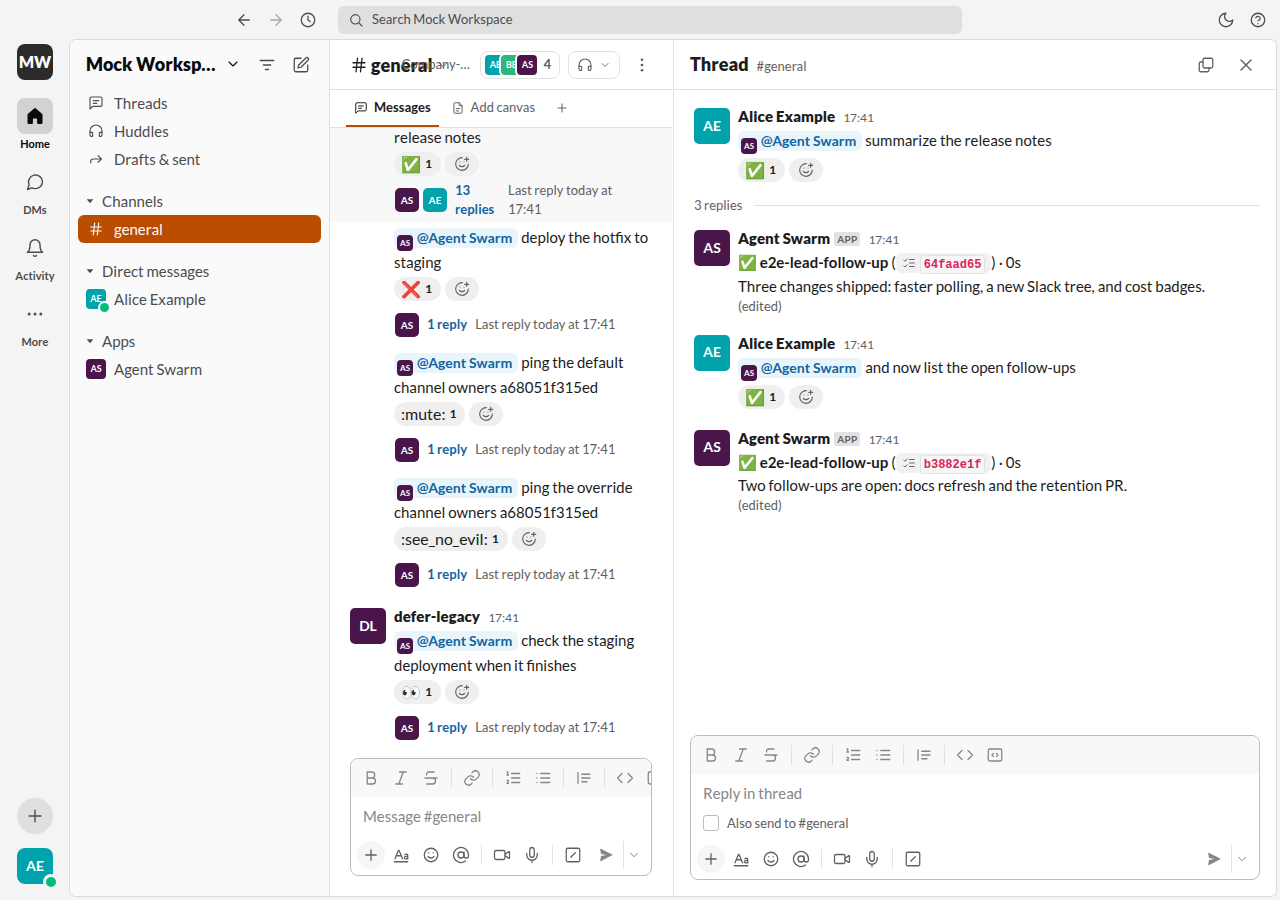 Search Mock Workspace
MW
Home
DMs
Activity
More
AE
Mock Worksp...
Threads
Huddles
Drafts & sent
Channels
# general
Direct messages
AE Alice Example
Apps
AS Agent Swarm
# general
Company-...
AE BE AS 4
Messages
Add canvas
release notes
✅ 1
AS AE 13 replies Last reply today at 17:41
AS @Agent Swarm deploy the hotfix to
staging
❌ 1
AS 1 reply Last reply today at 17:41
AS @Agent Swarm ping the default
channel owners a68051f315ed
:mute: 1
AS 1 reply Last reply today at 17:41
AS @Agent Swarm ping the override
channel owners a68051f315ed
:see_no_evil: 1
AS 1 reply Last reply today at 17:41
DL defer-legacy 17:41
AS @Agent Swarm check the staging
deployment when it finishes
👀 1
AS 1 reply Last reply today at 17:41
Message #general
Aa
Thread #general
AE Alice Example 17:41
AS @Agent Swarm summarize the release notes
✅ 1
3 replies
AS Agent Swarm APP 17:41
✅ e2e-lead-follow-up ( 64faad65 ) · 0s
Three changes shipped: faster polling, a new Slack tree, and cost badges.
(edited)
AE Alice Example 17:41
AS @Agent Swarm and now list the open follow-ups
✅ 1
AS Agent Swarm APP 17:41
✅ e2e-lead-follow-up ( b3882e1f ) · 0s
Two follow-ups are open: docs refresh and the retention PR.
(edited)
Reply in thread
Also send to #general
Aa